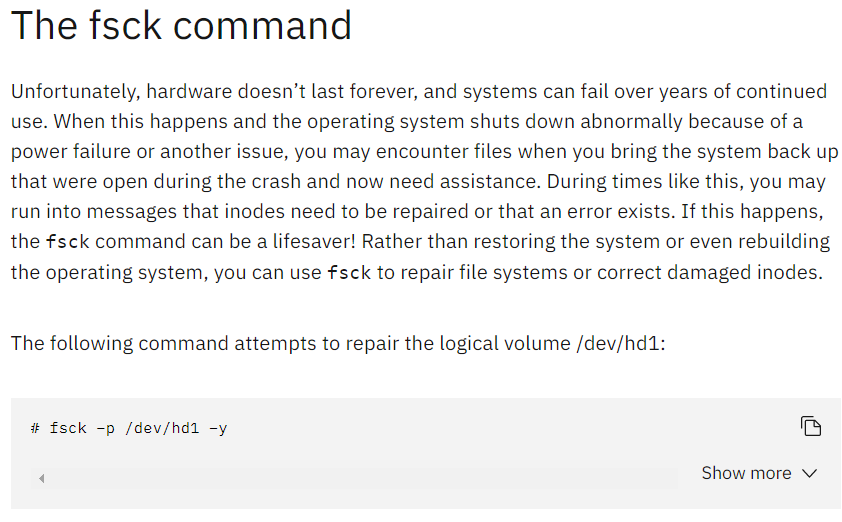 The fsck command
Unfortunately, hardware doesn’t last forever, and systems can fail over years of continued
use. When this happens and the operating system shuts down abnormally because of a
power failure or another issue, you may encounter files when you bring the system back up
that were open during the crash and now need assistance. During times like this, you may
run into messages that inodes need to be repaired or that an error exists. If this happens,
the fsck command can be a lifesaver! Rather than restoring the system or even rebuilding
the operating system, you can use fsck to repair file systems or correct damaged inodes.
The following command attempts to repair the logical volume /dev/hd1:
# fsck –p /dev/hd1 –y
Show more